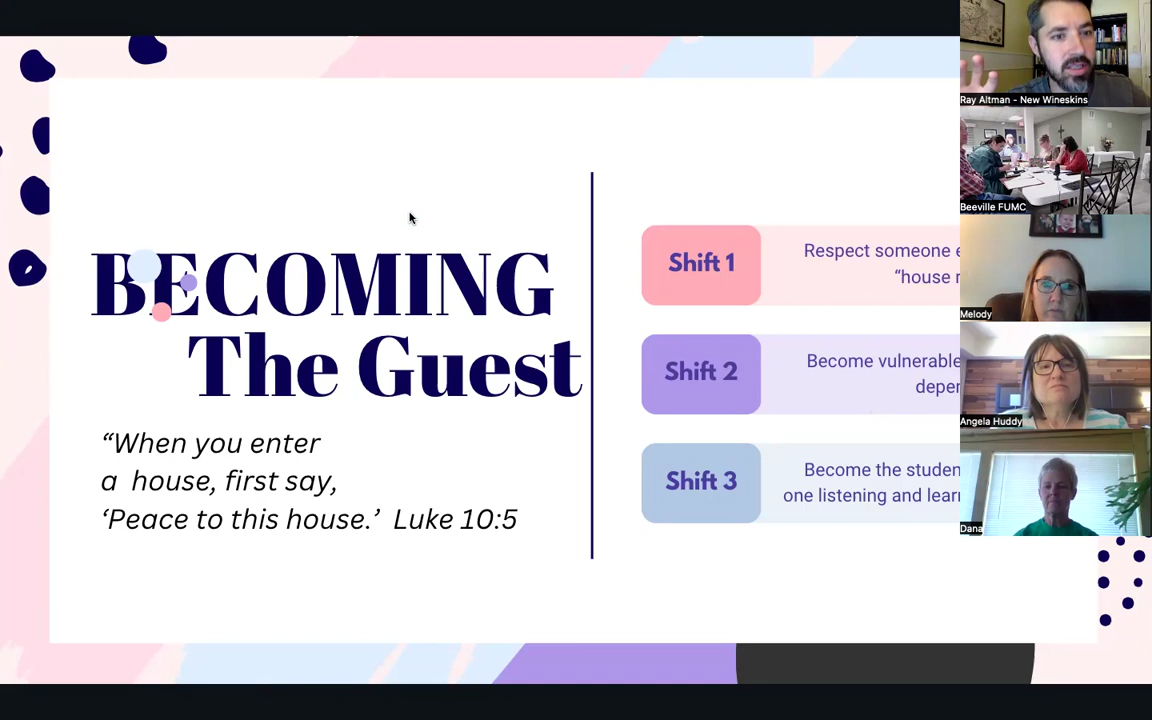 BECOMING
The Guest
“When you enter
a house, first say,
‘Peace to this house.’ Luke 10:5
Shift 1
Respect someone
“house
Shift 2
Become vulnerable
Shift 3
Become the
one listening and
Ray Altman - New Wineskins
Beeville FUMC
Melody
Angela Huddy
Dana